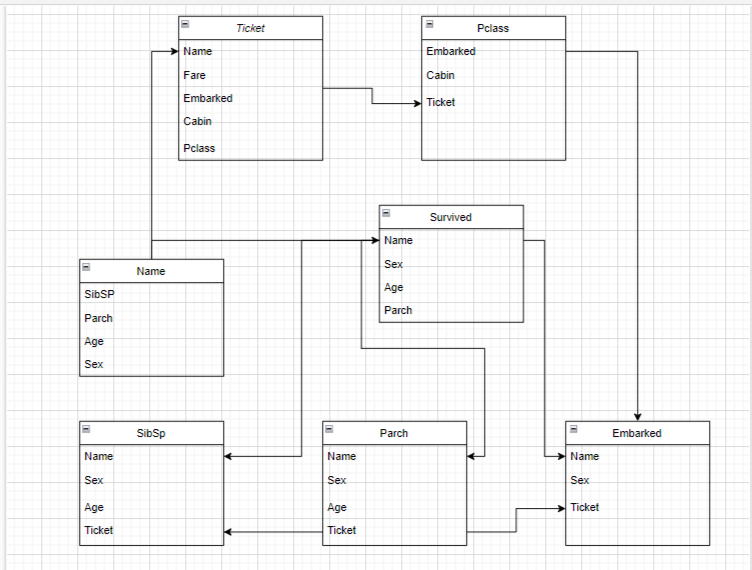 Ticket
Name
Fare
Embarked
Cabin
Pclass
Pclass
Embarked
Cabin
Ticket
Survived
Name
Sex
Age
Parch
Name
SibSP
Parch
Age
Sex
SibSp
Name
Sex
Age
Ticket
Parch
Name
Sex
Age
Ticket
Embarked
Name
Sex
Ticket